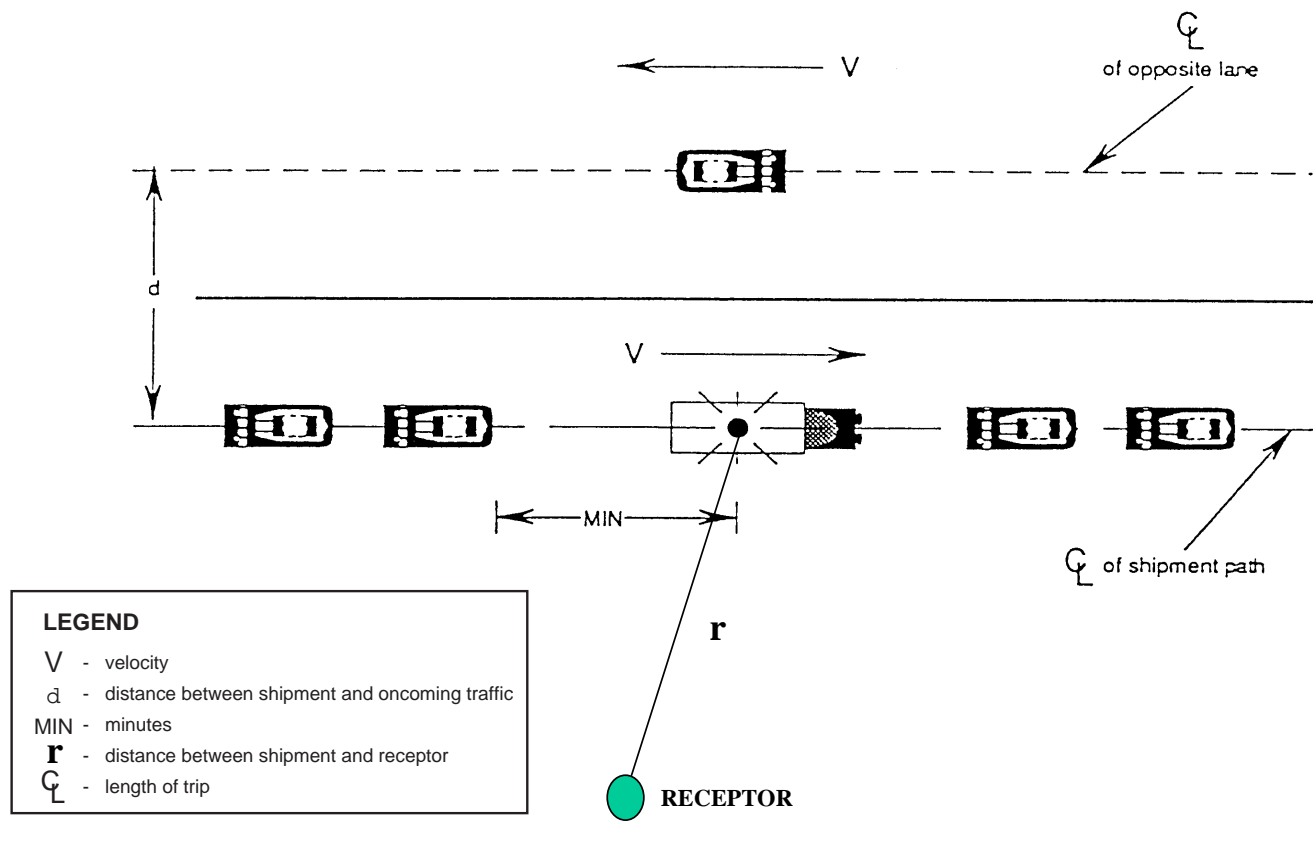 ℄
of opposite lane
V
d
V
MIN
℄ of shipment path
r
RECEPTOR
LEGEND
V - velocity
d - distance between shipment and oncoming traffic
MIN - minutes
r - distance between shipment and receptor
℄ - length of trip